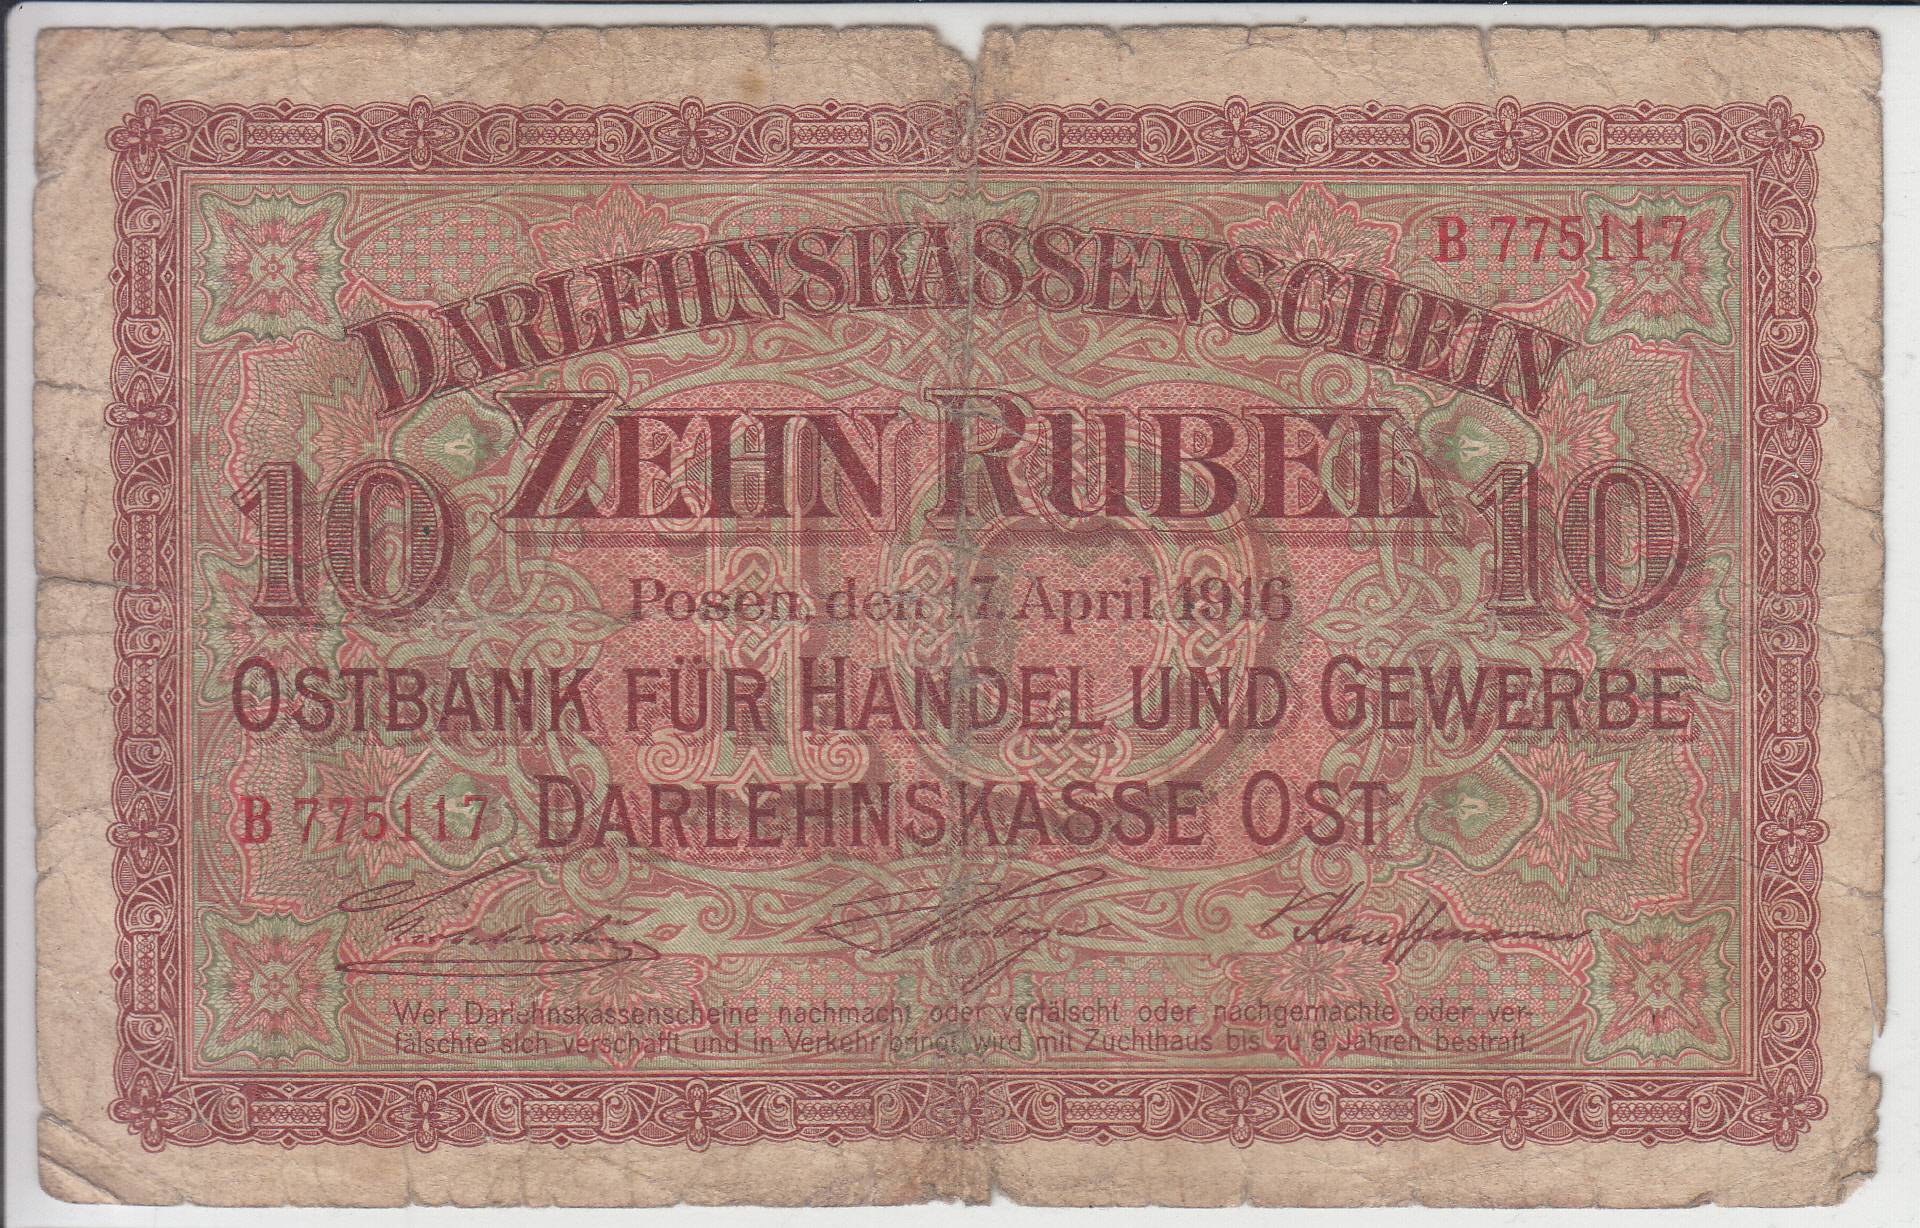 B 775117
DARLEHNSKASSENSCHEIN
ZEHN RUBEL
10 10
10
Posen, den 17. April 1916
OSTBANK FÜR HANDEL UND GEWERBE
B 775117 DARLEHNSKASSE OST
Kauffmann
Wer Darlehnskassenscheine nachmacht oder verfälscht oder nachgemachte oder ver-
fälschte sich verschafft und in Verkehr bringt, wird mit Zuchthaus bis zu 8 Jahren bestraft.